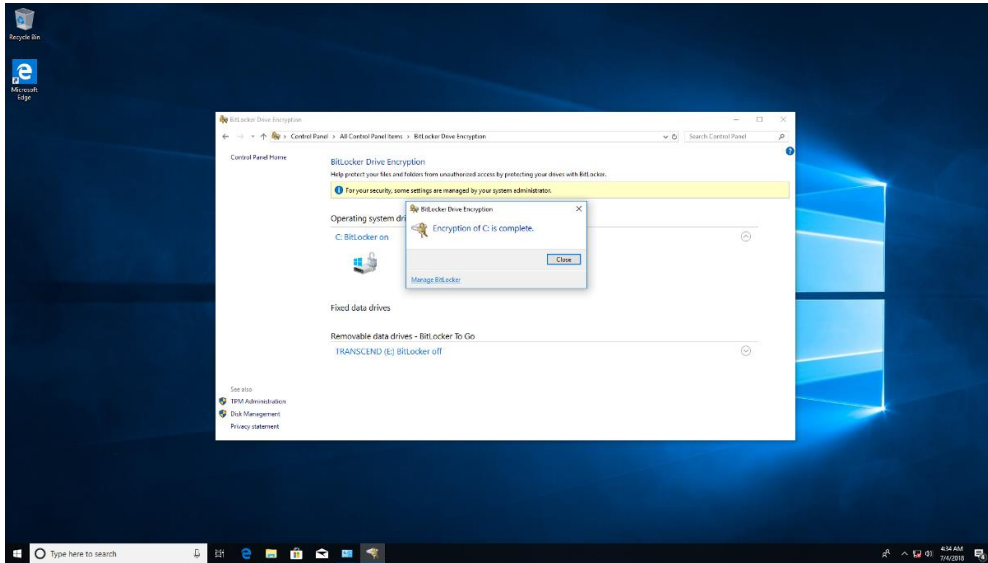 Recycle Bin
Microsoft
Edge
BitLocker Drive Encryption
Control Panel > All Control Panel Items > BitLocker Drive Encryption
Search Control Panel
Control Panel Home
BitLocker Drive Encryption
Help protect your files and folders from unauthorized access by protecting your drives with BitLocker.
For your security, some settings are managed by your system administrator.
Operating system dri
C: BitLocker on
BitLocker Drive Encryption
Encryption of C: is complete.
Close
Manage BitLocker
Fixed data drives
Removable data drives - BitLocker To Go
TRANSCEND (E:) BitLocker off
See also
TPM Administration
Disk Management
Privacy statement
Type here to search
4:34 AM
7/4/2018